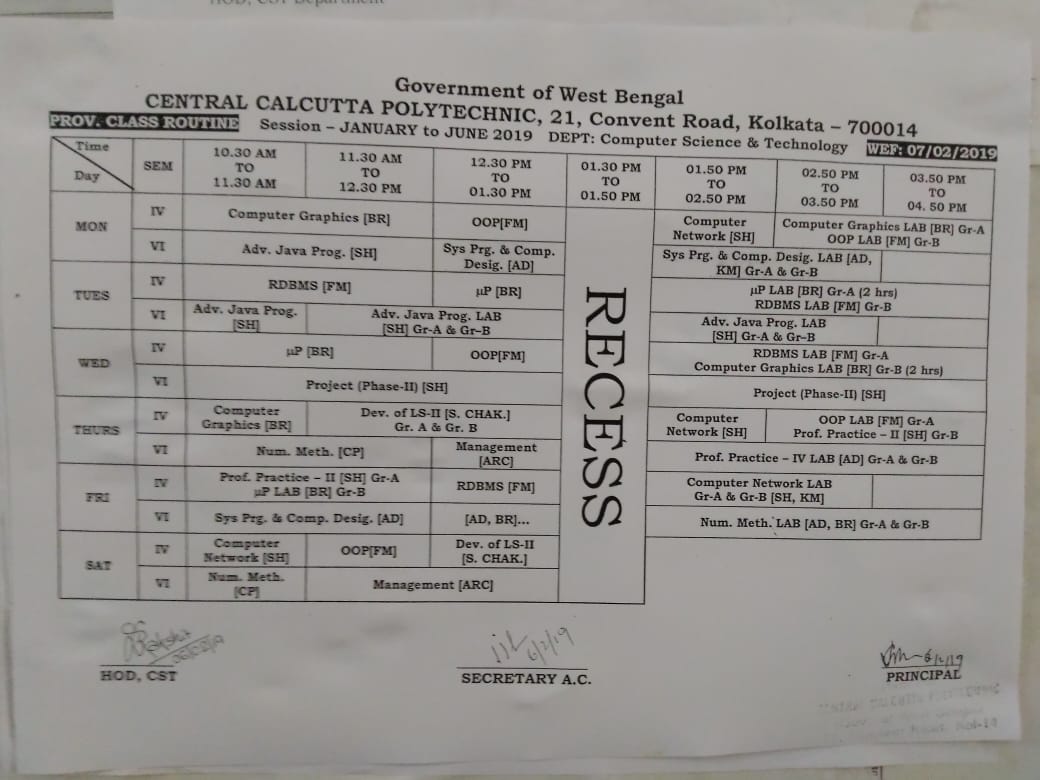 HOD, CST Department
Government of West Bengal
CENTRAL CALCUTTA POLYTECHNIC, 21, Convent Road, Kolkata – 700014
PROV. CLASS ROUTINE Session – JANUARY to JUNE 2019 DEPT: Computer Science & Technology WEF: 07/02/2019
Time
Day
SEM
10.30 AM
TO
11.30 AM
11.30 AM
TO
12.30 PM
12.30 PM
TO
01.30 PM
01.30 PM
TO
01.50 PM
01.50 PM
TO
02.50 PM
02.50 PM
TO
03.50 PM
03.50 PM
TO
04. 50 PM
MON
IV
Computer Graphics [BR]
OOP[FM]
Computer
Network [SH]
Computer Graphics LAB [BR] Gr-A
OOP LAB [FM] Gr-B
VI
Adv. Java Prog. [SH]
Sys Prg. & Comp.
Desig. [AD]
Sys Prg. & Comp. Desig. LAB [AD,
KM] Gr-A & Gr-B
TUES
IV
RDBMS [FM]
µP [BR]
µP LAB [BR] Gr-A (2 hrs)
RDBMS LAB [FM] Gr-B
VI
Adv. Java Prog.
[SH]
Adv. Java Prog. LAB
[SH] Gr-A & Gr–B
Adv. Java Prog. LAB
[SH] Gr-A & Gr–B
WED
IV
µP [BR]
OOP[FM]
RDBMS LAB [FM] Gr-A
Computer Graphics LAB [BR] Gr-B (2 hrs)
VI
Project (Phase-II) [SH]
Project (Phase-II) [SH]
THURS
IV
Computer
Graphics [BR]
Dev. of LS-II [S. CHAK.]
Gr. A & Gr. B
Computer
Network [SH]
OOP LAB [FM] Gr-A
Prof. Practice – II [SH] Gr-B
VI
Num. Meth. [CP]
Management
[ARC]
Prof. Practice – IV LAB [AD] Gr-A & Gr-B
FRI
IV
Prof. Practice – II [SH] Gr-A
µP LAB [BR] Gr-B
RDBMS [FM]
Computer Network LAB
Gr-A & Gr-B [SH, KM]
VI
Sys Prg. & Comp. Desig. [AD]
[AD, BR]...
Num. Meth. LAB [AD, BR] Gr-A & Gr-B
SAT
IV
Computer
Network [SH]
OOP[FM]
Dev. of LS-II
[S. CHAK.]
VI
Num. Meth.
[CP]
Management [ARC]
RECESS
6/2/19
HOD, CST
SECRETARY A.C.
PRINCIPAL
CENTRAL CALCUTTA POLYTECHNIC